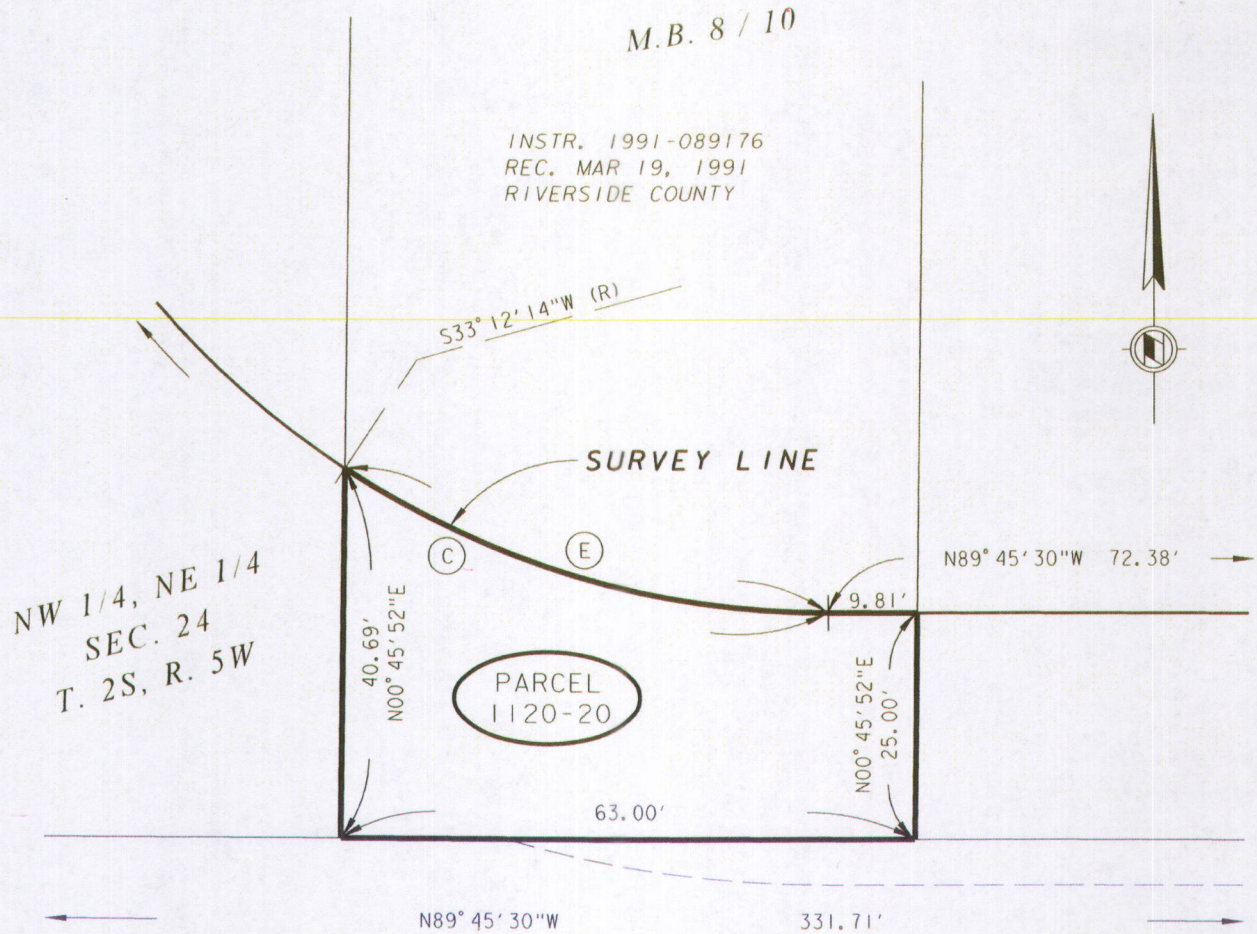 M.B. 8 / 10
INSTR. 1991-089176
REC. MAR 19, 1991
RIVERSIDE COUNTY
S33°12'14"W (R)
SURVEY LINE
C
E
N89°45'30"W 72.38'
9.81'
NW 1/4, NE 1/4
SEC. 24
T. 2S, R. 5W
40.69'
N00°45'52"E
PARCEL
1120-20
N00°45'52"E
25.00'
63.00'
N89°45'30"W 331.71'